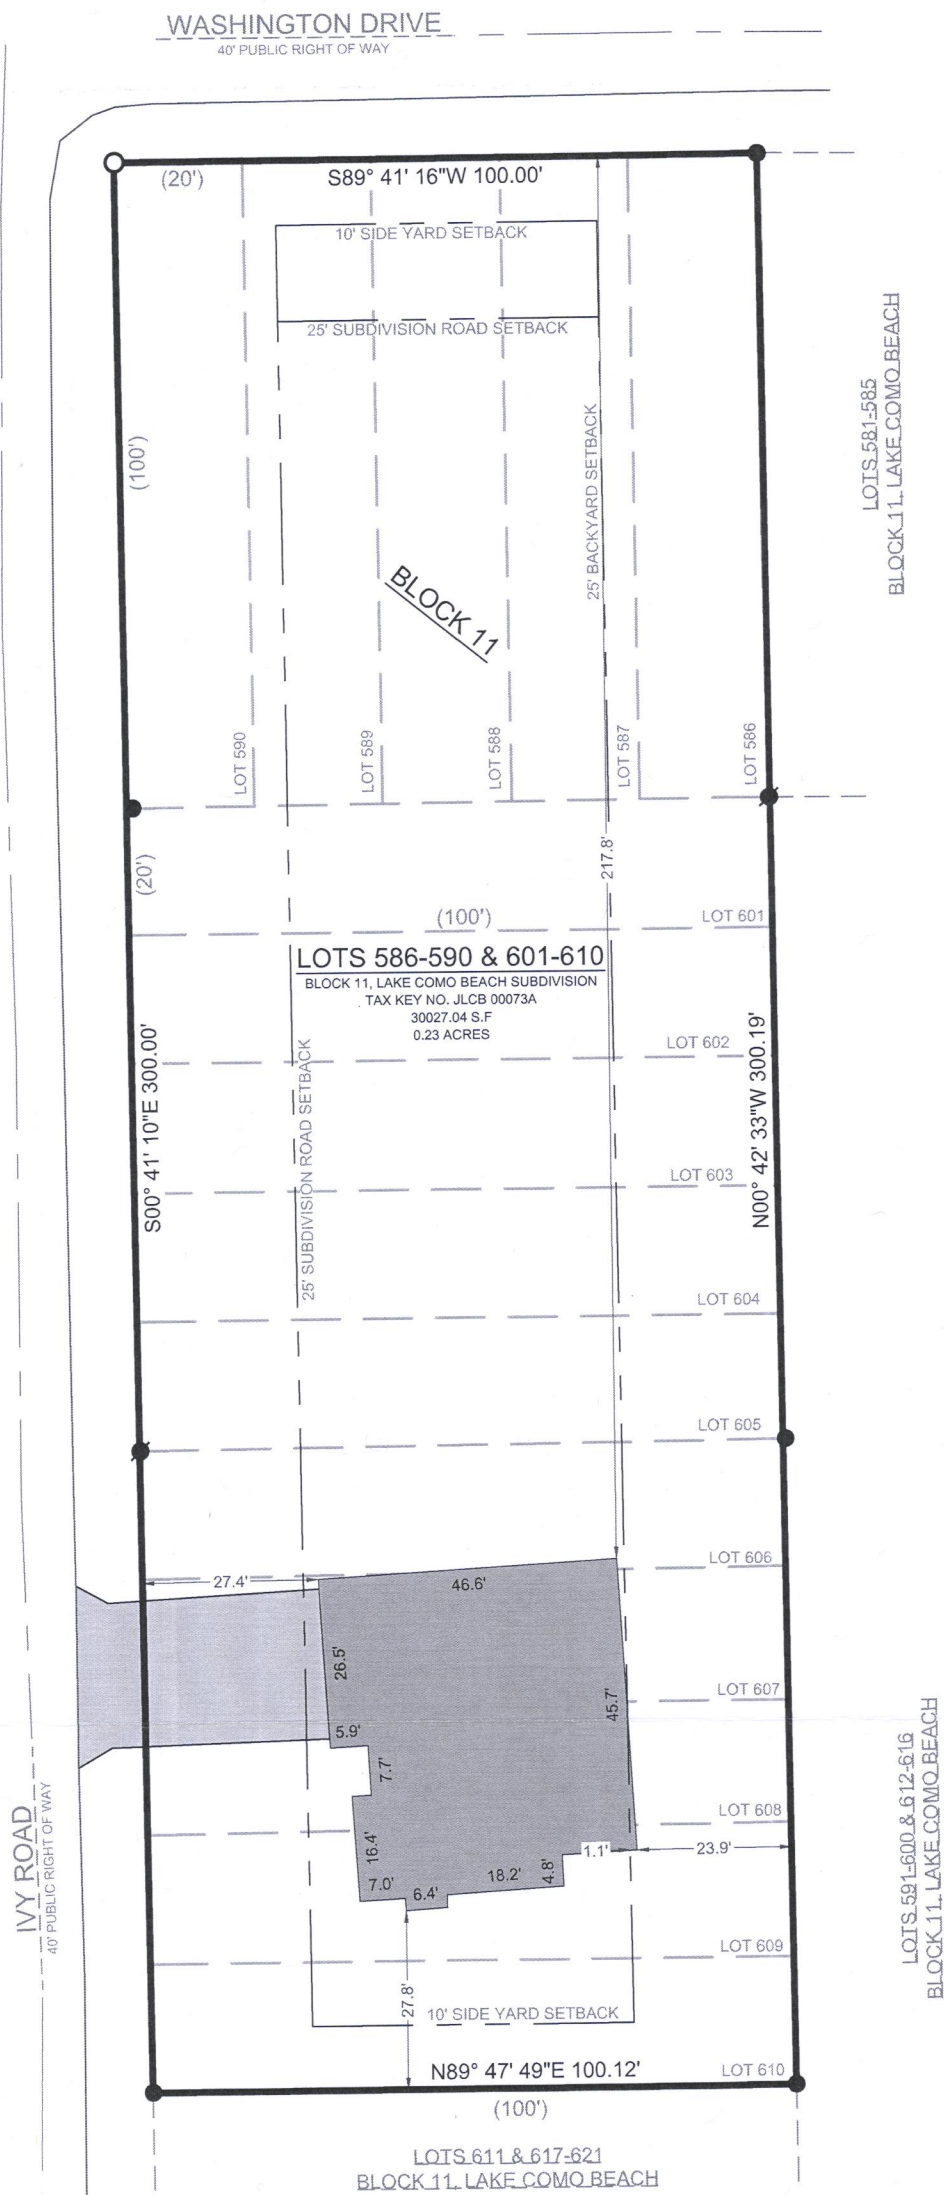 WASHINGTON DRIVE
40' PUBLIC RIGHT OF WAY
(20')
S89° 41' 16"W 100.00'
10' SIDE YARD SETBACK
25' SUBDIVISION ROAD SETBACK
(100')
25' BACKYARD SETBACK
LOTS 581-585
BLOCK 11, LAKE COMO BEACH
BLOCK 11
LOT 590
LOT 589
LOT 588
LOT 587
LOT 586
(20')
217.8'
(100')
LOT 601
LOTS 586-590 & 601-610
BLOCK 11, LAKE COMO BEACH SUBDIVISION
TAX KEY NO. JLCB 00073A
30027.04 S.F
0.23 ACRES
LOT 602
S00° 41' 10"E 300.00'
25' SUBDIVISION ROAD SETBACK
N00° 42' 33"W 300.19'
LOT 603
LOT 604
LOT 605
LOT 606
27.4'
46.6'
26.5'
45.7'
LOT 607
5.9'
7.7'
LOT 608
16.4'
1.1'
23.9'
7.0'
6.4'
18.2'
4.8'
IVY ROAD
40' PUBLIC RIGHT OF WAY
LOTS 591-600 & 612-616
BLOCK 11, LAKE COMO BEACH
LOT 609
27.8'
10' SIDE YARD SETBACK
N89° 47' 49"E 100.12'
LOT 610
(100')
LOTS 611 & 617-621
BLOCK 11, LAKE COMO BEACH